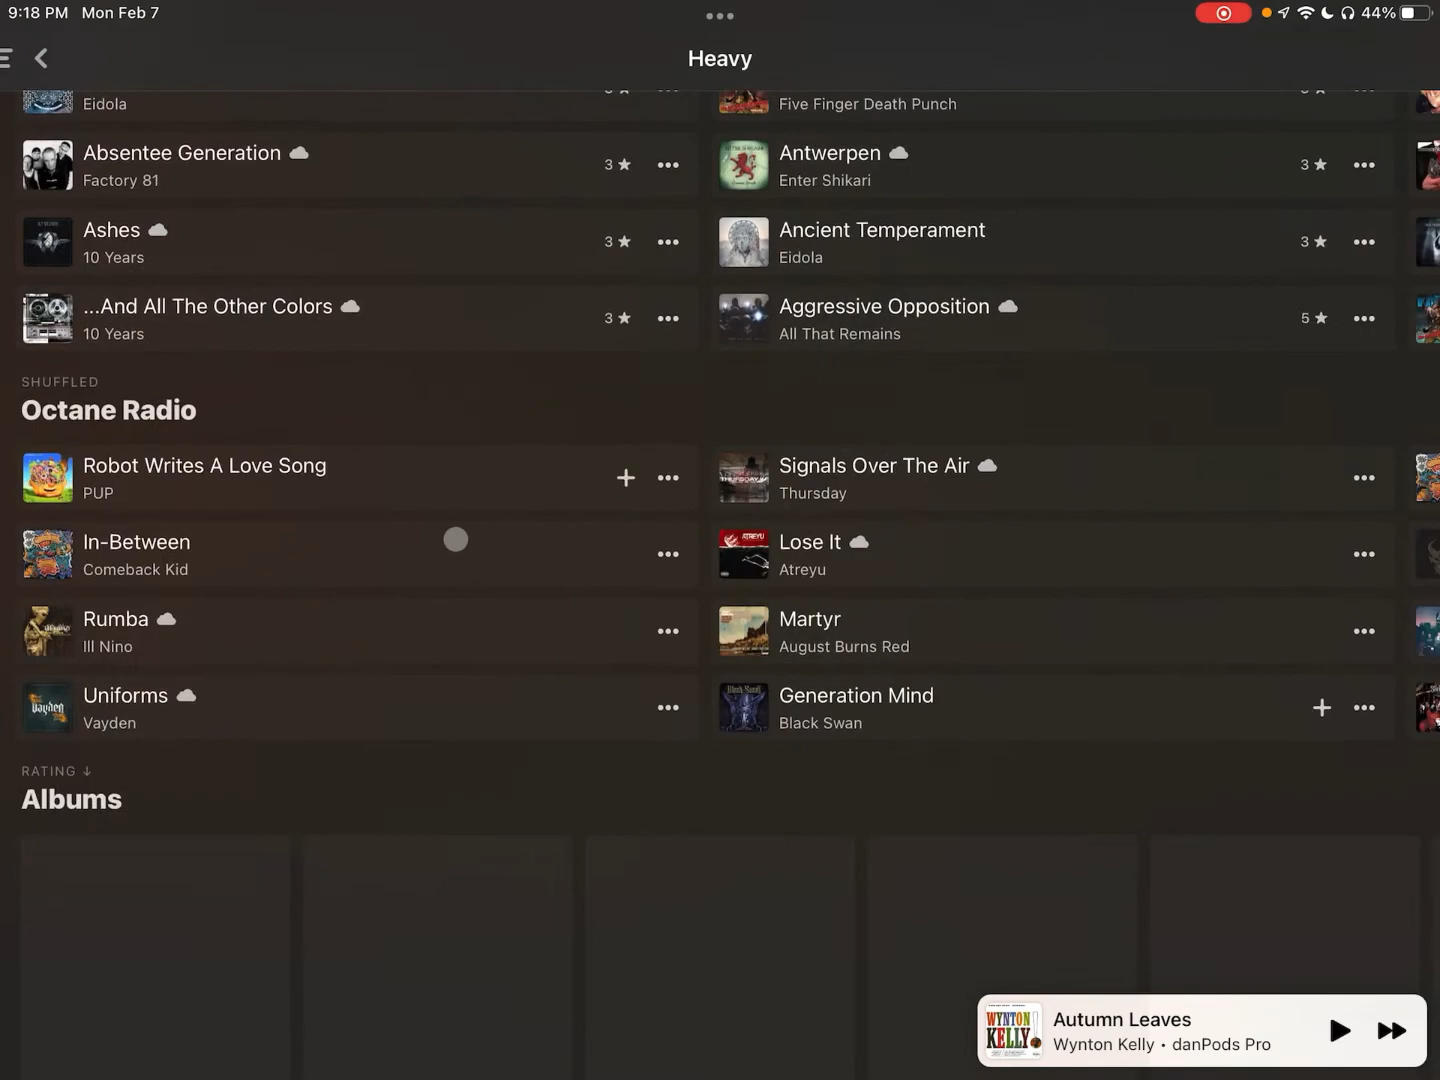 9:18 PM Mon Feb 7
44%
Heavy
Eidola
Five Finger Death Punch
Absentee Generation
3 ★
Factory 81
Antwerpen
3 ★
Enter Shikari
Ashes
3 ★
10 Years
Ancient Temperament
3 ★
Eidola
...And All The Other Colors
3 ★
10 Years
Aggressive Opposition
5 ★
All That Remains
SHUFFLED
Octane Radio
Robot Writes A Love Song
PUP
Signals Over The Air
Thursday
In-Between
Comeback Kid
Lose It
Atreyu
Rumba
Ill Nino
Martyr
August Burns Red
Uniforms
Vayden
Generation Mind
Black Swan
RATING ↓
Albums
WYNTON
KELLY!
Autumn Leaves
Wynton Kelly • danPods Pro